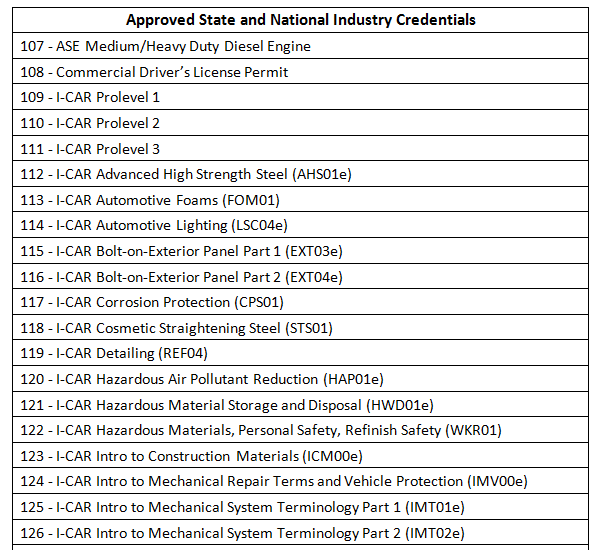 Approved State and National Industry Credentials
107 - ASE Medium/Heavy Duty Diesel Engine
108 - Commercial Driver’s License Permit
109 - I-CAR Prolevel 1
110 - I-CAR Prolevel 2
111 - I-CAR Prolevel 3
112 - I-CAR Advanced High Strength Steel (AHS01e)
113 - I-CAR Automotive Foams (FOM01)
114 - I-CAR Automotive Lighting (LSC04e)
115 - I-CAR Bolt-on-Exterior Panel Part 1 (EXT03e)
116 - I-CAR Bolt-on-Exterior Panel Part 2 (EXT04e)
117 - I-CAR Corrosion Protection (CPS01)
118 - I-CAR Cosmetic Straightening Steel (STS01)
119 - I-CAR Detailing (REF04)
120 - I-CAR Hazardous Air Pollutant Reduction (HAP01e)
121 - I-CAR Hazardous Material Storage and Disposal (HWD01e)
122 - I-CAR Hazardous Materials, Personal Safety, Refinish Safety (WKR01)
123 - I-CAR Intro to Construction Materials (ICM00e)
124 - I-CAR Intro to Mechanical Repair Terms and Vehicle Protection (IMV00e)
125 - I-CAR Intro to Mechanical System Terminology Part 1 (IMT01e)
126 - I-CAR Intro to Mechanical System Terminology Part 2 (IMT02e)